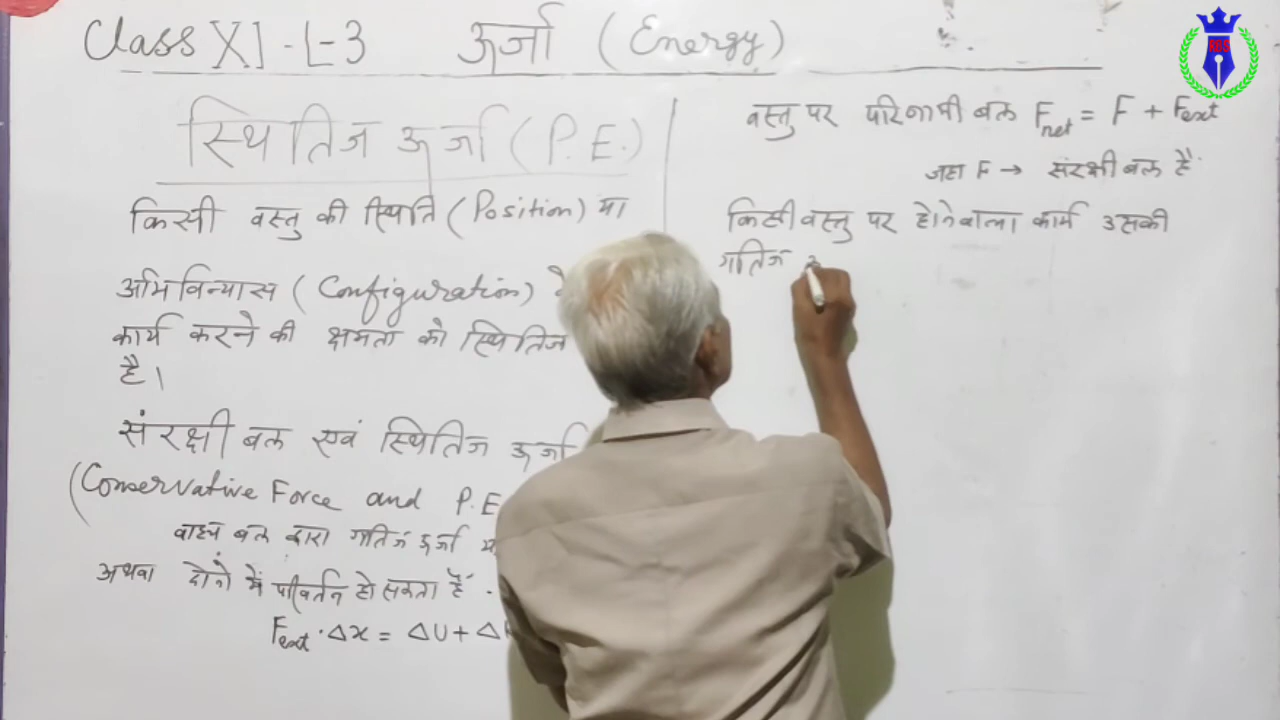 Class XI - L-3 ऊर्जा (Energy)
RGS
स्थितिज ऊर्जा (P.E.)
किसी वस्तु की स्थिति (Position) या
अभिविन्यास (Configuration)
कार्य करने की क्षमता को स्थितिज
है।
संरक्षी बल एवं स्थितिज ऊर्जा
(Conservative Force and P.E
वाह्य बल द्वारा गतिज ऊर्जा
अथवा दोनों में परिवर्तन हो सकता है .
Fext . Δx = ΔU + Δ
वस्तु पर परिणामी बल Fnet = F + Fext
जहा F → संरक्षी बल है.
किसी वस्तु पर होनेवाला कार्य उसकी
गतिज